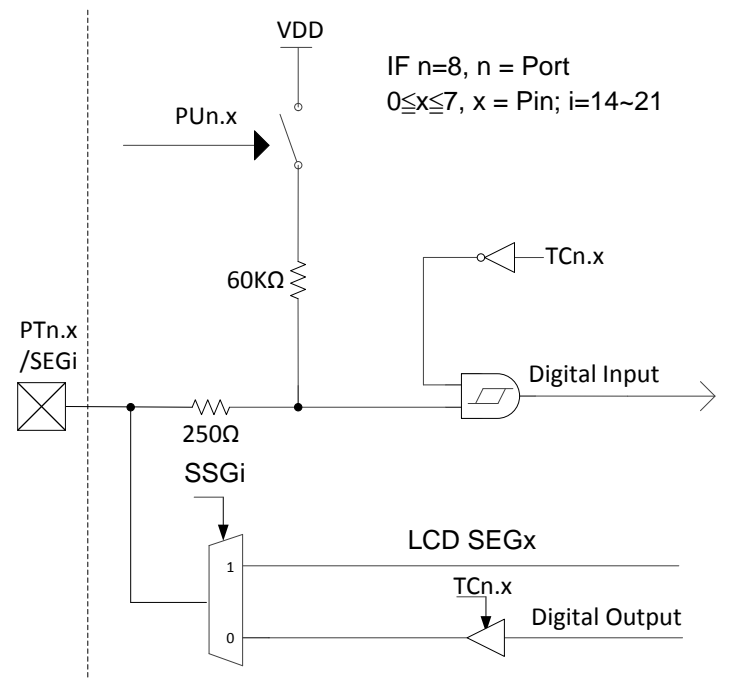 VDD
IF n=8, n = Port
0≦x≦7, x = Pin; i=14~21
PUn.x
TCn.x
60KΩ
PTn.x
/SEGi
Digital Input
250Ω
SSGi
LCD SEGx
1
TCn.x
Digital Output
0